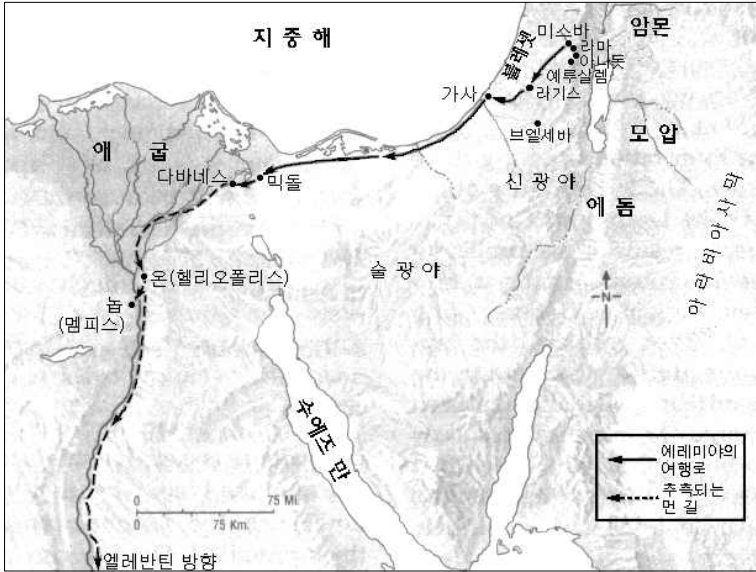 지 중 해
블레셋
미스바
라마
아나돗
예루살렘
암몬
가사
라기스
브엘세바
모 압
애 굽
다바네스
믹돌
신 광 야
에 돔
아 라 비 아 사 막
술 광 야
온(헬리오폴리스)
놉
(멤피스)
N
수에즈 만
0 75 Mi.
0 75 Km.
예레미야의
여행로
추측되는
먼 길
엘레반틴 방향